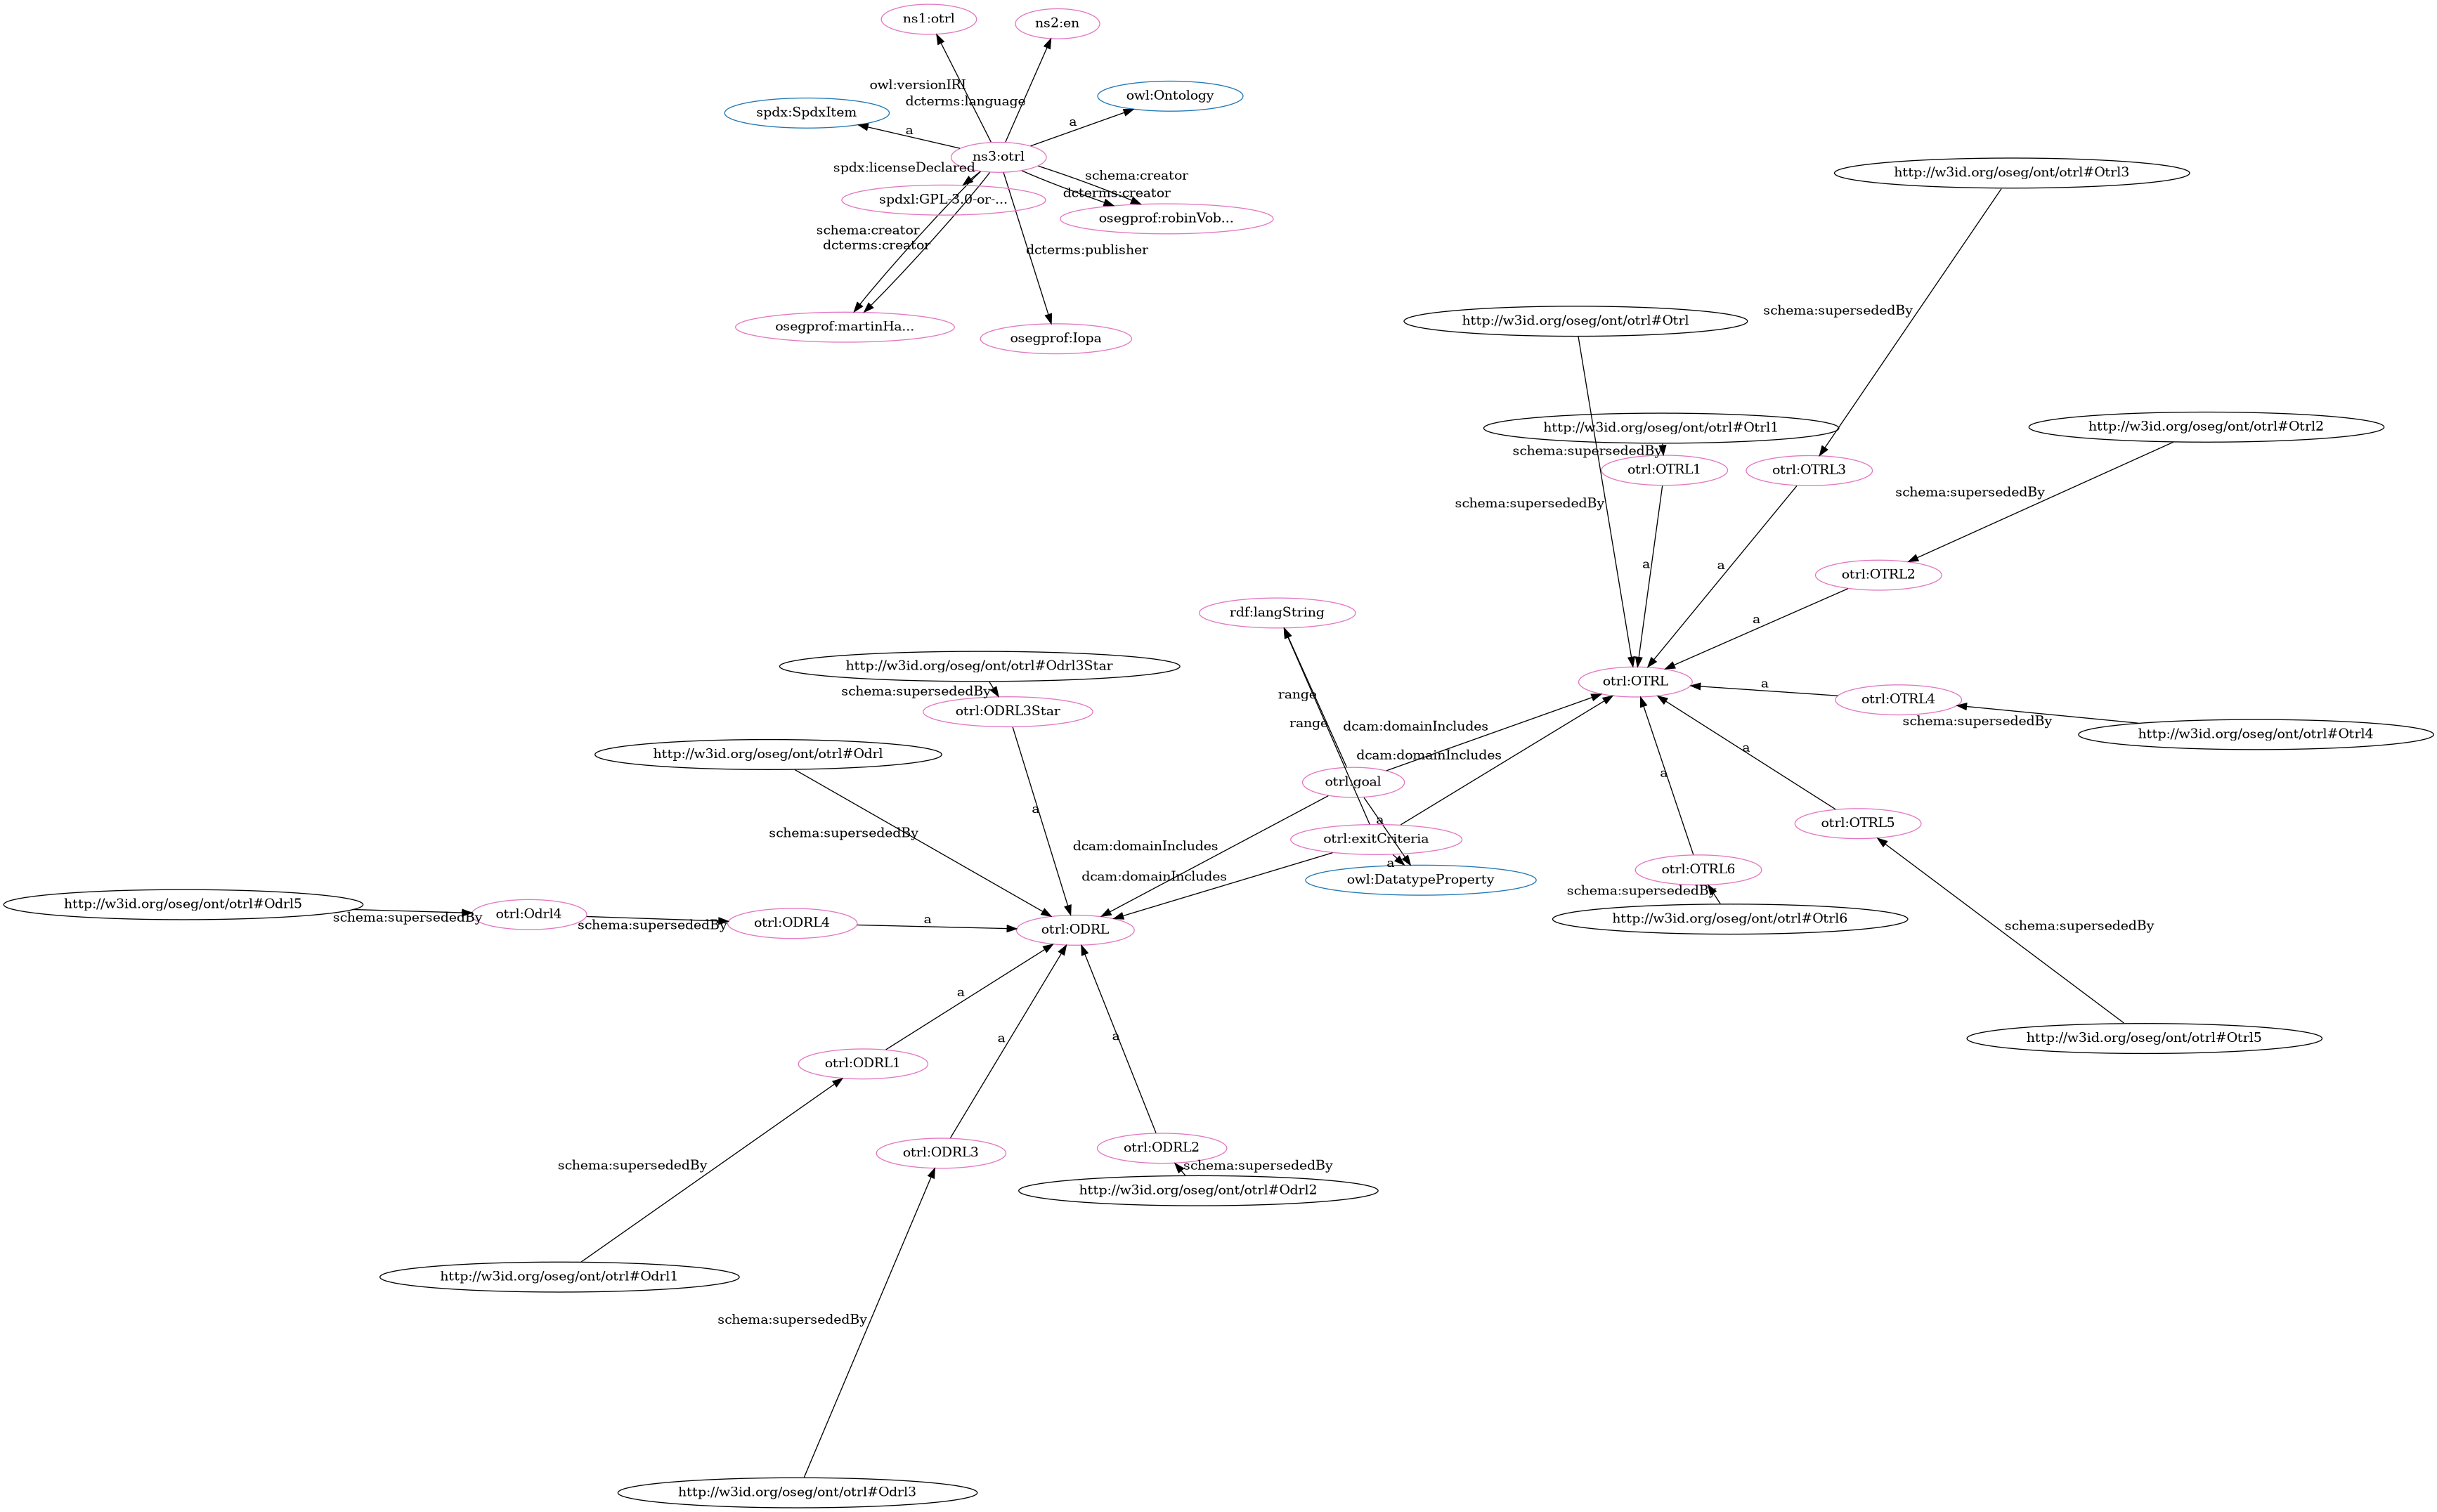 ns1:otrl
ns2:en
owl:versionIRI
owl:Ontology
dcterms:language
spdx:SpdxItem
a
a
ns3:otrl
spdx:licenseDeclared
schema:creator
dcterms:creator
spdxl:GPL-3.0-or-...
osegprof:robinVob...
schema:creator
dcterms:creator
dcterms:publisher
osegprof:martinHa...
osegprof:Iopa
http://w3id.org/oseg/ont/otrl#Otrl3
schema:supersededBy
http://w3id.org/oseg/ont/otrl#Otrl
http://w3id.org/oseg/ont/otrl#Otrl1
http://w3id.org/oseg/ont/otrl#Otrl2
schema:supersededBy
otrl:OTRL1
otrl:OTRL3
schema:supersededBy
schema:supersededBy
a
a
otrl:OTRL2
rdf:langString
a
http://w3id.org/oseg/ont/otrl#Odrl3Star
otrl:OTRL
a
schema:supersededBy
range
otrl:OTRL4
otrl:ODRL3Star
schema:supersededBy
range
dcam:domainIncludes
http://w3id.org/oseg/ont/otrl#Otrl4
http://w3id.org/oseg/ont/otrl#Odrl
a
dcam:domainIncludes
a
otrl:goal
a
a
otrl:OTRL5
schema:supersededBy
otrl:exitCriteria
dcam:domainIncludes
a
otrl:OTRL6
dcam:domainIncludes
owl:DatatypeProperty
schema:supersededBy
http://w3id.org/oseg/ont/otrl#Odrl5
schema:supersededBy
otrl:Odrl4
schema:supersededBy
otrl:ODRL4
a
otrl:ODRL
http://w3id.org/oseg/ont/otrl#Otrl6
schema:supersededBy
a
a
a
http://w3id.org/oseg/ont/otrl#Otrl5
otrl:ODRL1
otrl:ODRL3
otrl:ODRL2
schema:supersededBy
schema:supersededBy
http://w3id.org/oseg/ont/otrl#Odrl2
http://w3id.org/oseg/ont/otrl#Odrl1
schema:supersededBy
http://w3id.org/oseg/ont/otrl#Odrl3